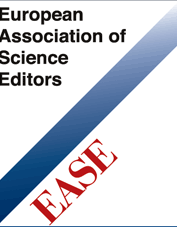 European
Association of
Science
Editors
EASE